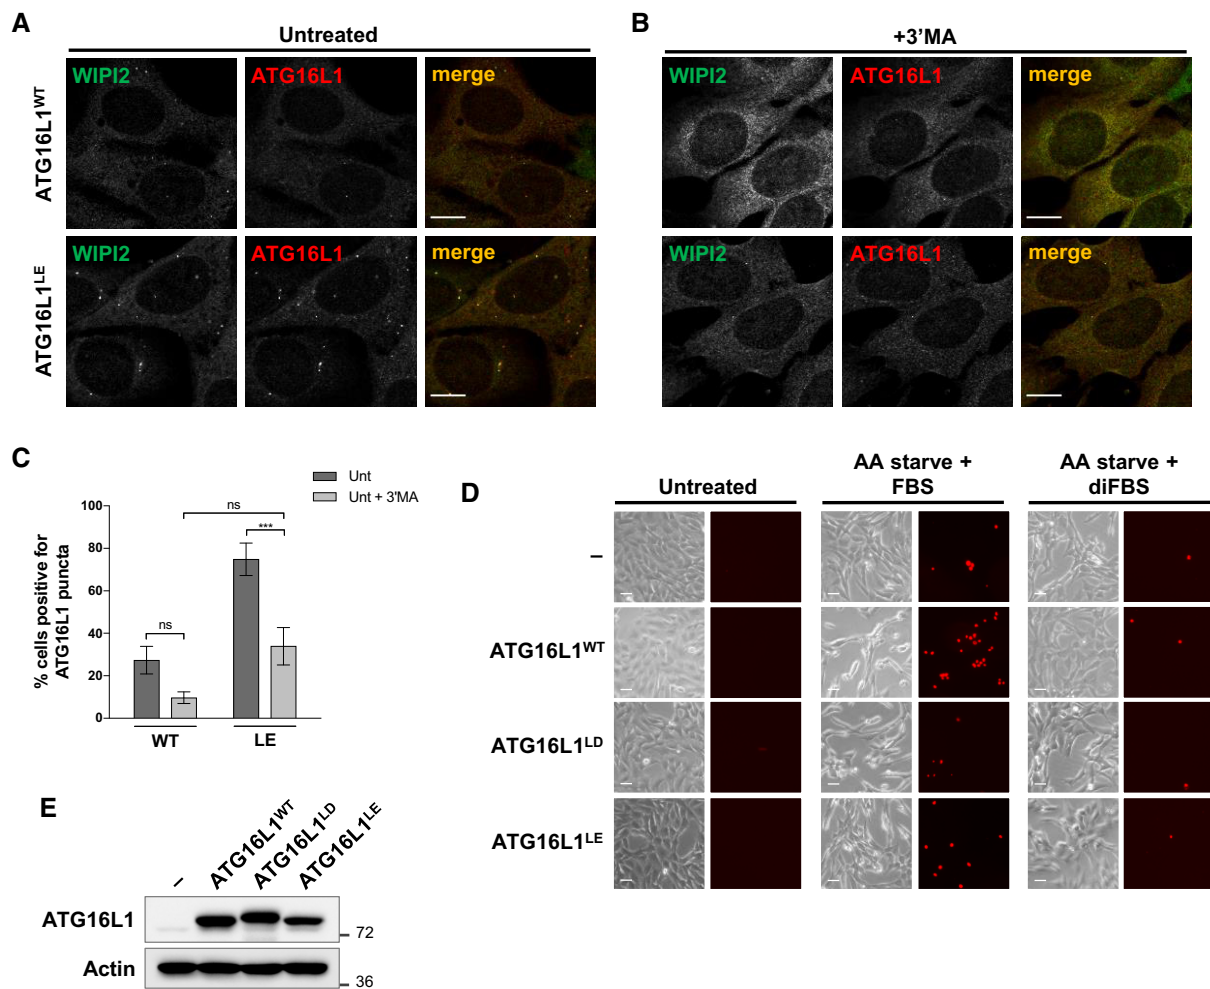 A
Untreated
ATG16L1WT
WIPI2
ATG16L1
merge
ATG16L1LE
WIPI2
ATG16L1
merge
B
+3’MA
WIPI2
ATG16L1
merge
WIPI2
ATG16L1
merge
C
Unt
Unt + 3'MA
% cells positive for
ATG16L1 puncta
100
80
60
40
20
0
ns
ns
***
WT
LE
D
Untreated
AA starve +
FBS
AA starve +
diFBS
–
ATG16L1WT
ATG16L1LD
ATG16L1LE
E
–
ATG16L1WT
ATG16L1LD
ATG16L1LE
ATG16L1
72
Actin
36